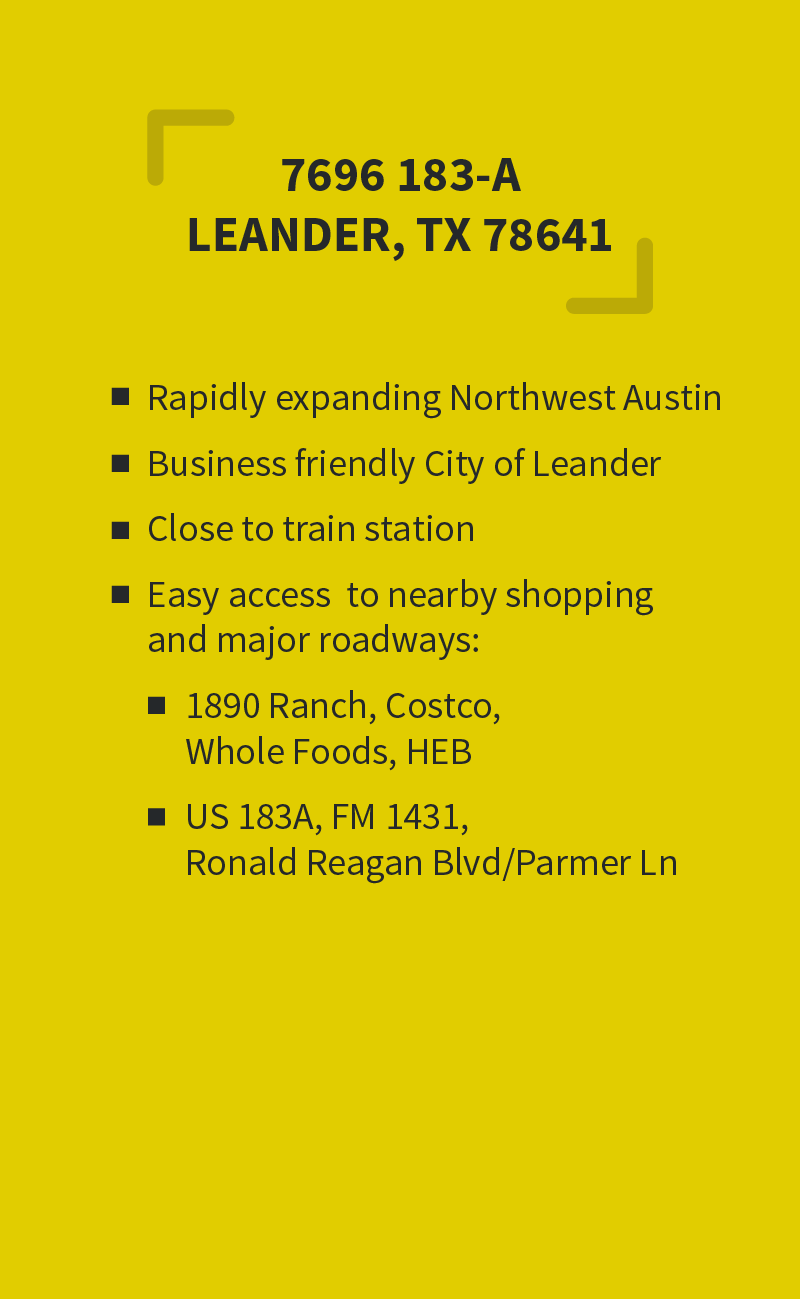 7696 183-A
LEANDER, TX 78641
■ Rapidly expanding Northwest Austin
■ Business friendly City of Leander
■ Close to train station
■ Easy access  to nearby shopping
and major roadways:
■ 1890 Ranch, Costco,
Whole Foods, HEB
■ US 183A, FM 1431,
Ronald Reagan Blvd/Parmer Ln